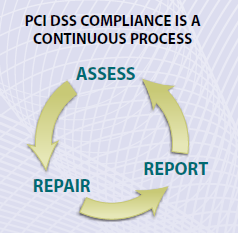 PCI DSS COMPLIANCE IS A
CONTINUOUS PROCESS
ASSESS
REPORT
REPAIR